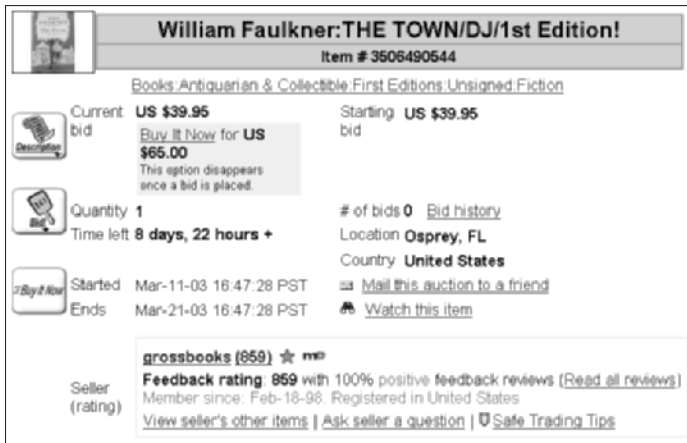 William Faulkner:THE TOWN/DJ/1st Edition!
Item # 3506490544
Books:Antiquarian & Collectible:First Editions:Unsigned:Fiction
Current bid US $39.95 Starting bid US $39.95
Description
Buy It Now for US $65.00
This option disappears
once a bid is placed.
Bid!
Quantity 1 # of bids 0 Bid history
Time left 8 days, 22 hours + Location Osprey, FL
Country United States
Buy It Now
Started Mar-11-03 16:47:28 PST Mail this auction to a friend
Ends Mar-21-03 16:47:28 PST Watch this item
Seller (rating)
grossbooks (859) me
Feedback rating: 859 with 100% positive feedback reviews (Read all reviews)
Member since: Feb-18-98. Registered in United States
View seller's other items | Ask seller a question | Safe Trading Tips